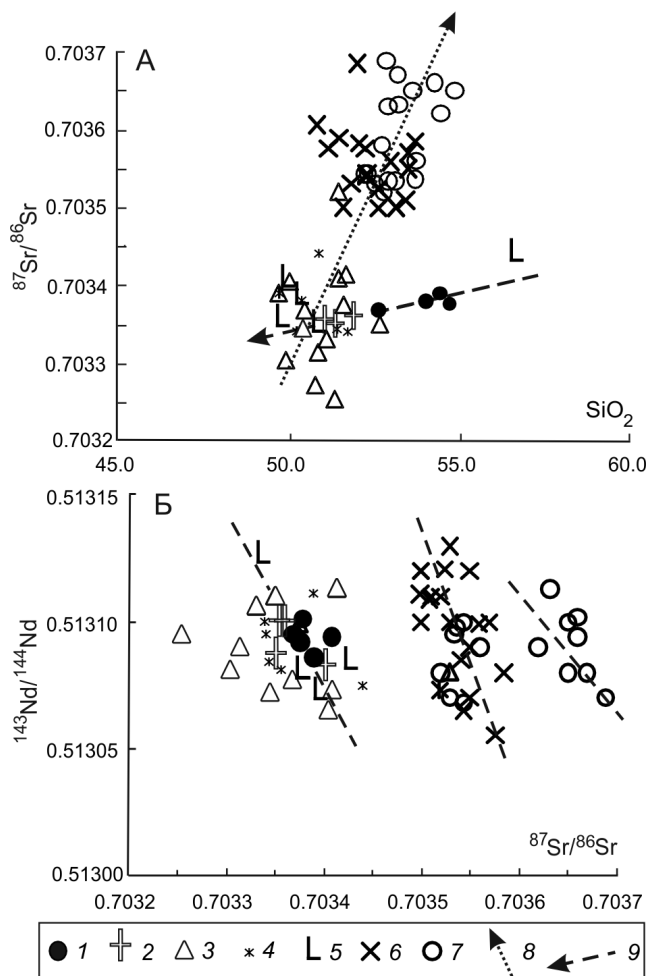 А
0.7037
0.7036
0.7035
0.7034
0.7033
0.7032
87Sr/86Sr
L
L
L
L
L
SiO2
45.0 50.0 55.0 60.0
Б
0.51315
0.51310
0.51305
0.51300
143Nd/144Nd
L
L
L
L
87Sr/86Sr
0.7032 0.7033 0.7034 0.7035 0.7036 0.7037
1 2 3 4 L 5 6 7 8 9